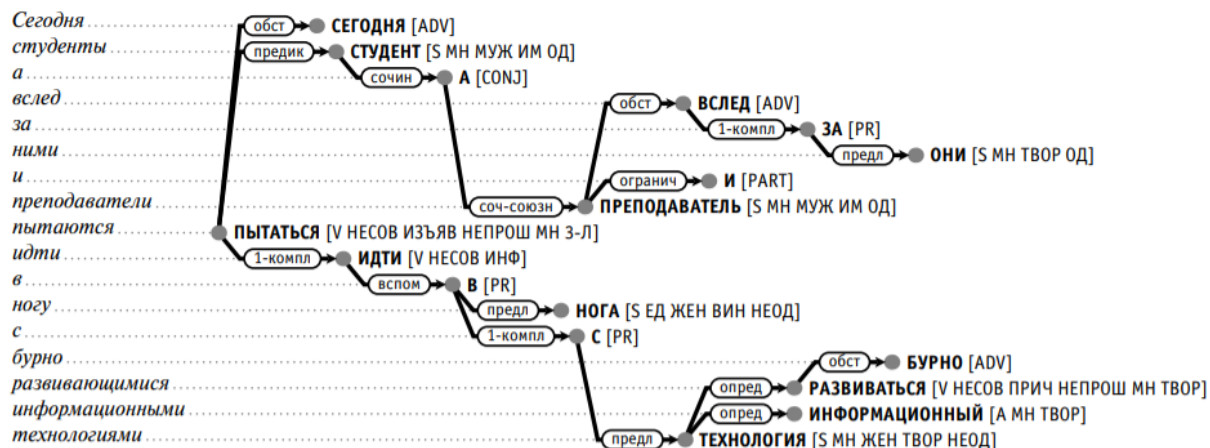 Сегодня обст СЕГОДНЯ [ADV]
студенты предик СТУДЕНТ [S МН МУЖ ИМ ОД]
а сочин А [CONJ]
вслед обст ВСЛЕД [ADV]
за 1-компл ЗА [PR]
ними предл ОНИ [S МН ТВОР ОД]
и огранич И [PART]
преподаватели соч-союзн ПРЕПОДАВАТЕЛЬ [S МН МУЖ ИМ ОД]
пытаются ПЫТАТЬСЯ [V НЕСОВ ИЗЪЯВ НЕПРОШ МН 3-Л]
идти 1-компл ИДТИ [V НЕСОВ ИНФ]
в вспом В [PR]
ногу предл НОГА [S ЕД ЖЕН ВИН НЕОД]
с 1-компл С [PR]
бурно обст БУРНО [ADV]
развивающимися опред РАЗВИВАТЬСЯ [V НЕСОВ ПРИЧ НЕПРОШ МН ТВОР]
информационными опред ИНФОРМАЦИОННЫЙ [A МН ТВОР]
технологиями предл ТЕХНОЛОГИЯ [S МН ЖЕН ТВОР НЕОД]